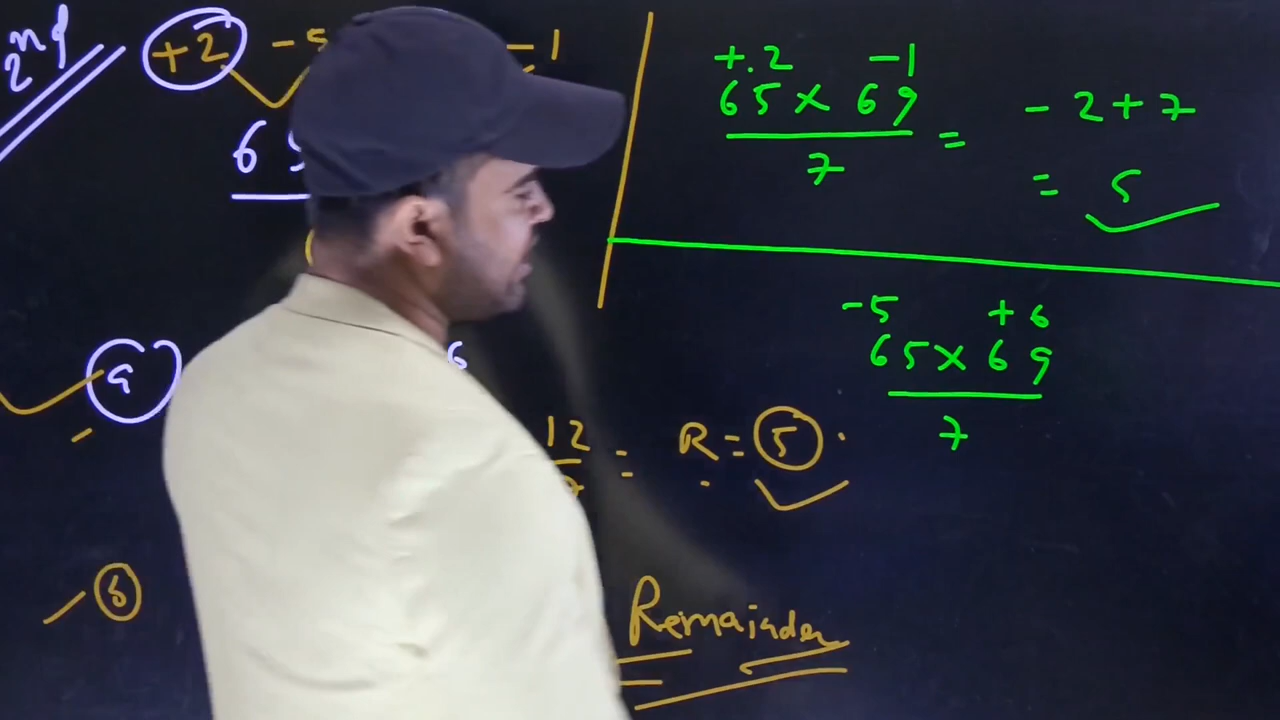 2nd
+2 -5 -1
6
+2 -1
65 × 69
7
= -2+7
= 5
-5 +6
65×69
7
9
6
12
= R = 5
6
Remainder